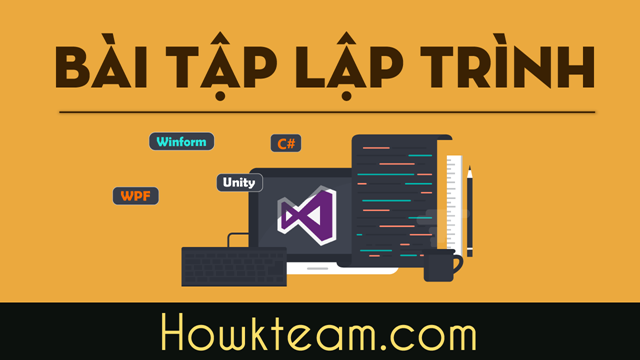 BÀI TẬP LẬP TRÌNH
Winform
C#
Unity
WPF
Howkteam.com